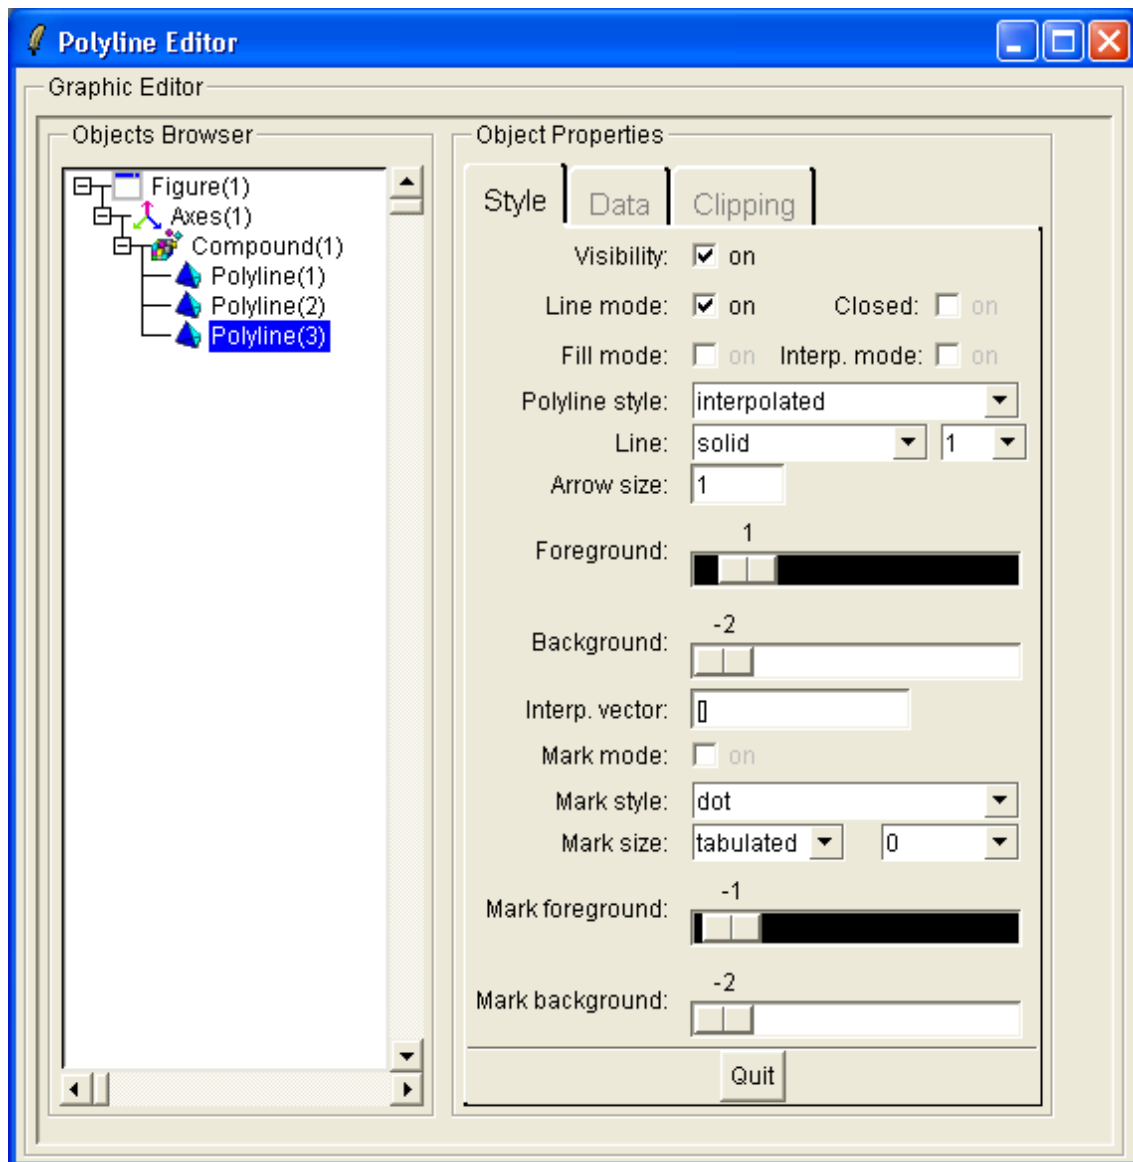 Polyline Editor
Graphic Editor
Objects Browser
Figure(1)
Axes(1)
Compound(1)
Polyline(1)
Polyline(2)
Polyline(3)
Object Properties
Style Data Clipping
Visibility: on
Line mode: on Closed: on
Fill mode: on Interp. mode: on
Polyline style: interpolated
Line: solid 1
Arrow size: 1
1
Foreground:
-2
Background:
Interp. vector: []
Mark mode: on
Mark style: dot
Mark size: tabulated 0
-1
Mark foreground:
-2
Mark background:
Quit